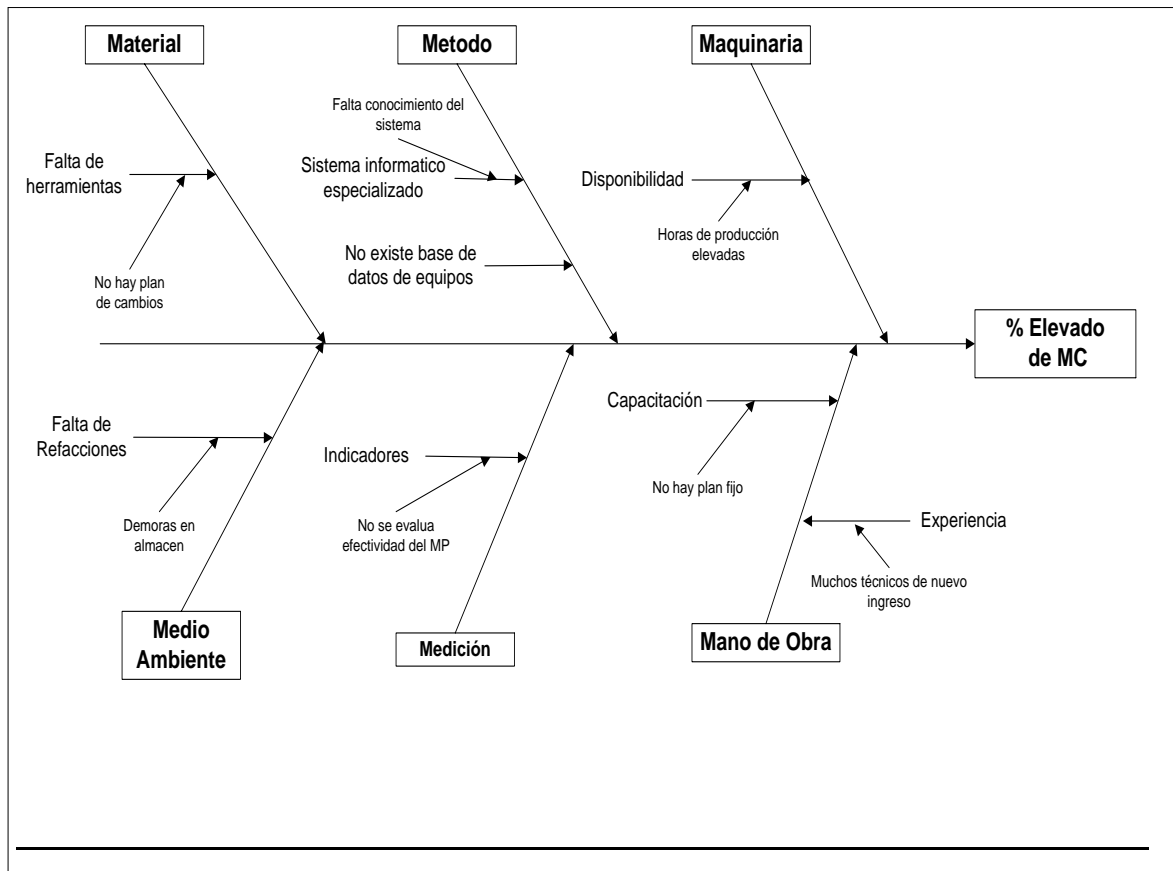 Material
Metodo
Maquinaria
Falta conocimiento del
sistema
Falta de
herramientas
Sistema informatico
especializado
Disponibilidad
No hay plan
de cambios
No existe base de
datos de equipos
Horas de producción
elevadas
% Elevado
de MC
Falta de
Refacciones
Demoras en
almacen
Indicadores
No se evalua
efectividad del MP
Capacitación
No hay plan fijo
Experiencia
Muchos técnicos de nuevo
ingreso
Medio
Ambiente
Medición
Mano de Obra